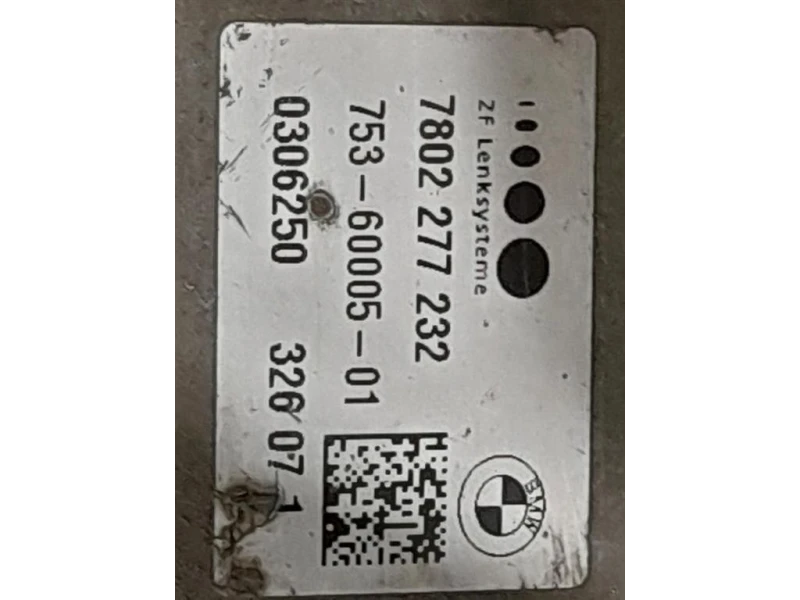 ZF Lenksysteme
7802 277 232
753-60005-01
0306250 326 07 1
BMW